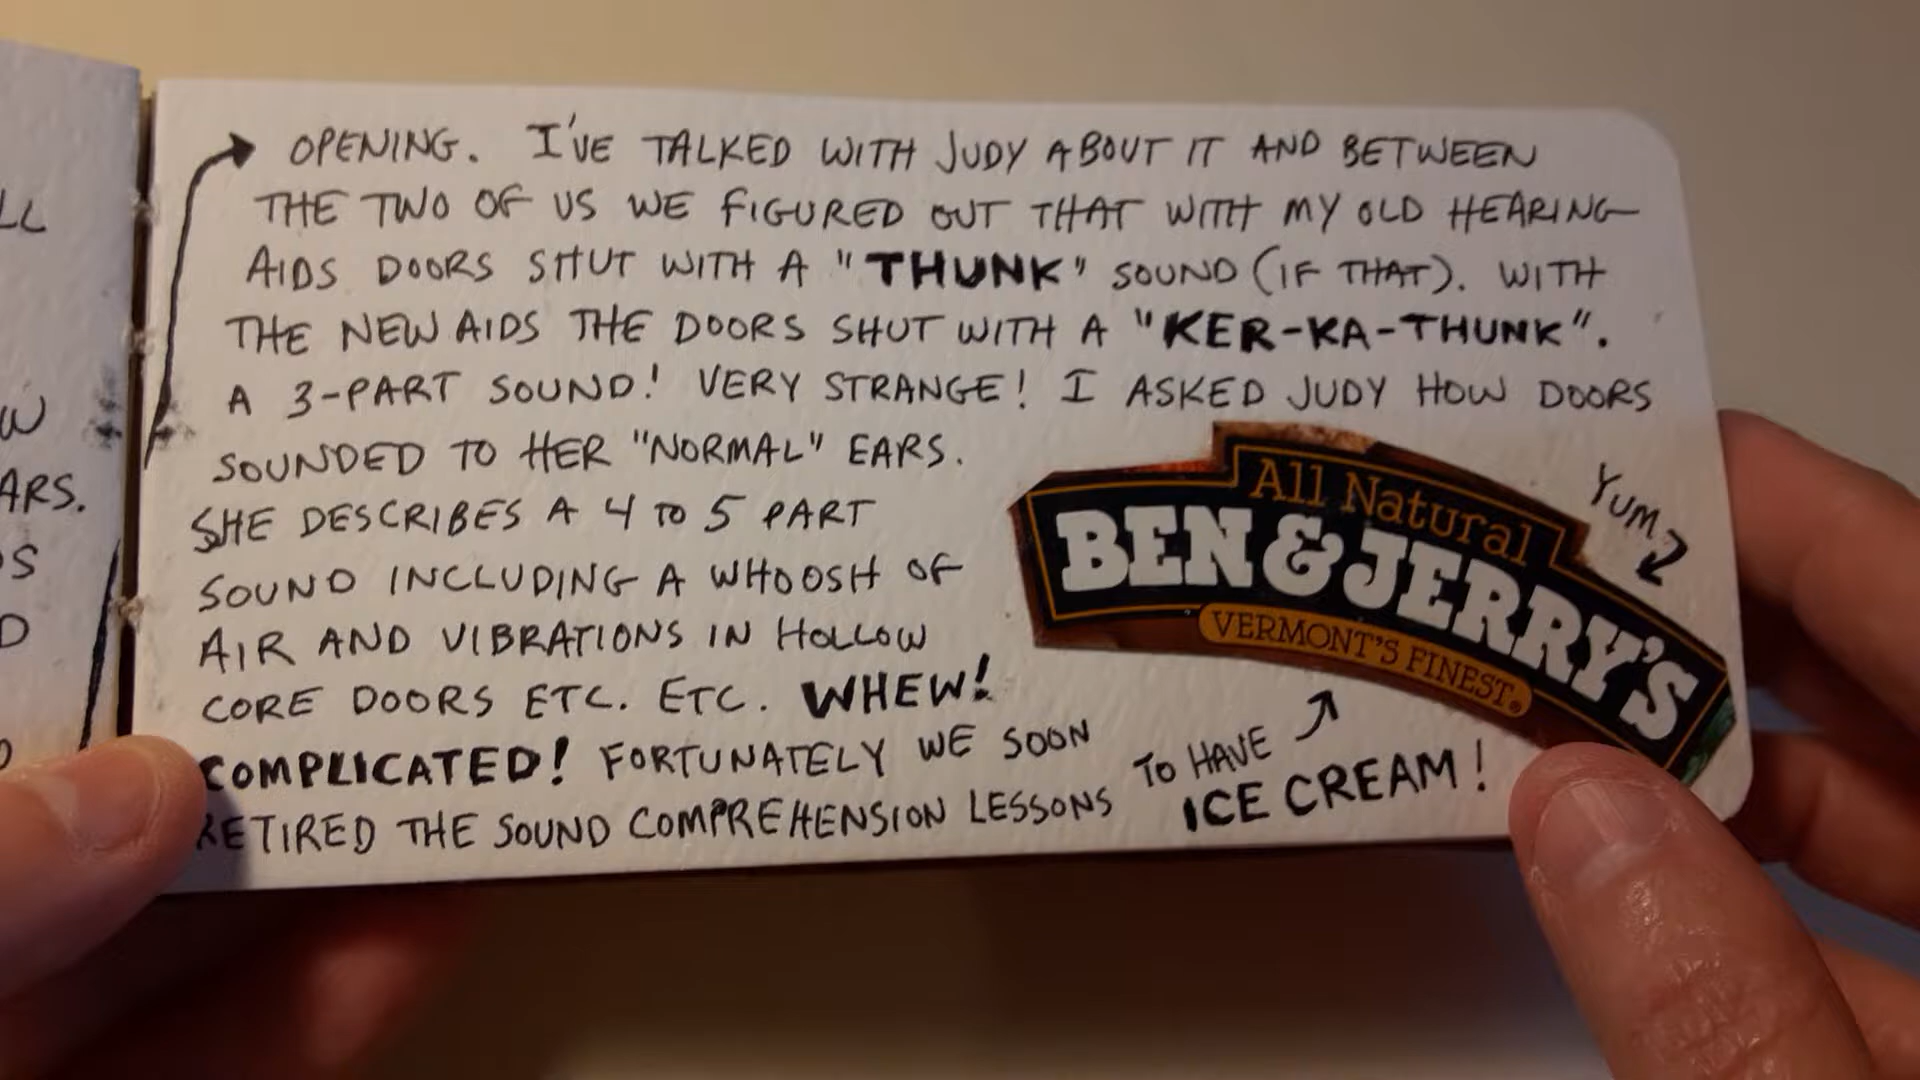 LL
W
ARS.
S
D
OPENING. I'VE TALKED WITH JUDY ABOUT IT AND BETWEEN
THE TWO OF US WE FIGURED OUT THAT WITH MY OLD HEARING
AIDS DOORS SHUT WITH A "THUNK" SOUND (IF THAT). WITH
THE NEW AIDS THE DOORS SHUT WITH A "KER-KA-THUNK".
A 3-PART SOUND! VERY STRANGE! I ASKED JUDY HOW DOORS
SOUNDED TO HER "NORMAL" EARS.
SHE DESCRIBES A 4 TO 5 PART
SOUND INCLUDING A WHOOSH OF
AIR AND VIBRATIONS IN HOLLOW
CORE DOORS ETC. ETC. WHEW!
COMPLICATED! FORTUNATELY WE SOON
RETIRED THE SOUND COMPREHENSION LESSONS
TO HAVE
ICE CREAM!
YUM
All Natural
BEN & JERRY'S
VERMONT'S FINEST®